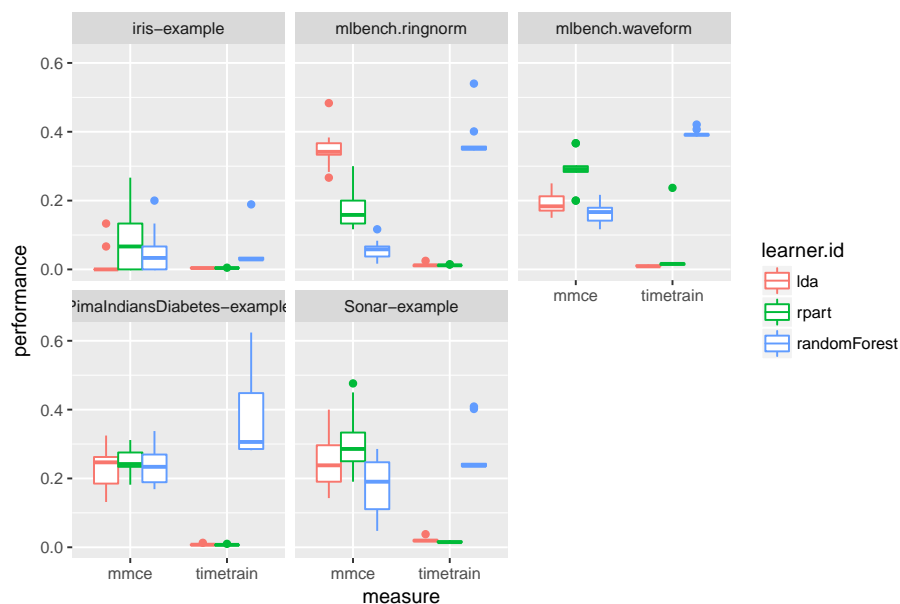 iris-example
mlbench.ringnorm
mlbench.waveform
0.6
0.4
0.2
0.0
mmce
timetrain
PimaIndiansDiabetes-example
Sonar-example
0.6
0.4
0.2
0.0
mmce
timetrain
mmce
timetrain
measure
performance
learner.id
lda
rpart
randomForest